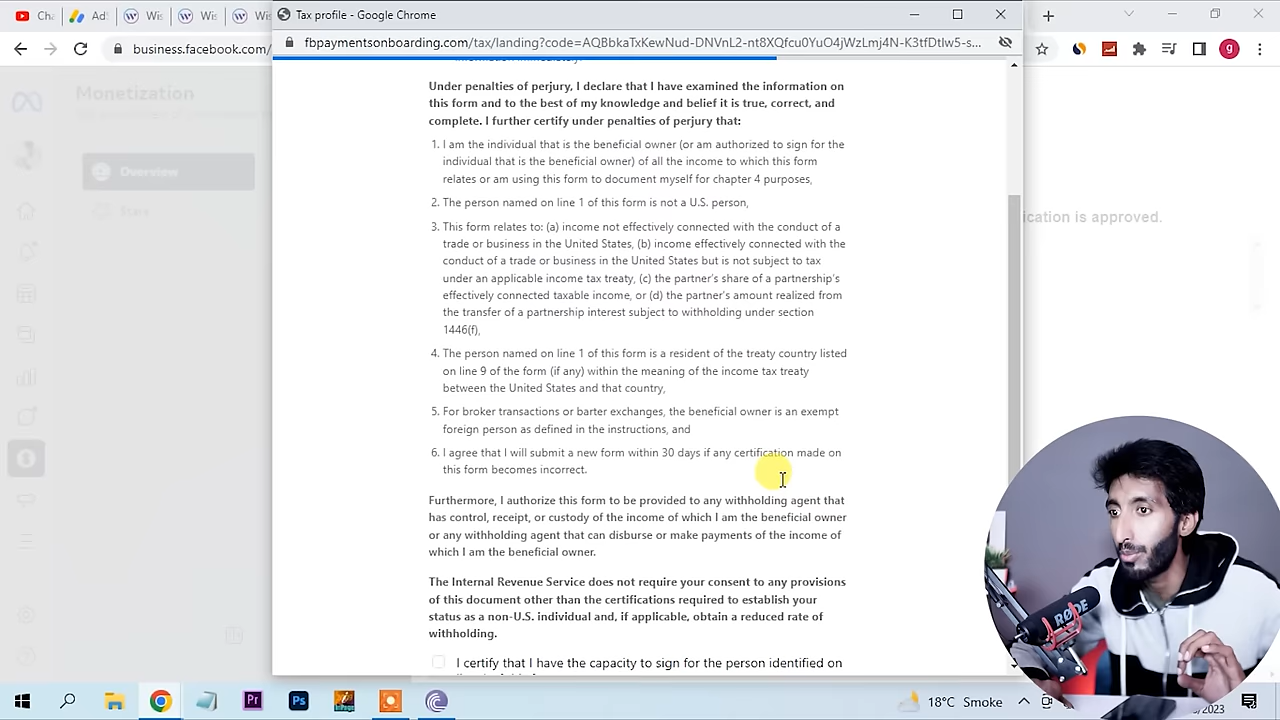 Tax profile - Google Chrome
Ch
Ad
Wis
Wis
Wi
business.facebook.com/
fbpaymentsonboarding.com/tax/landing?code=AQBbkaTxKewNud-DNVnL2-nt8XQfcu0YuO4jWzLmj4N-K3tfDtIw5-s...
g
Monetization
Overview
ication is approved.
Under penalties of perjury, I declare that I have examined the information on
this form and to the best of my knowledge and belief it is true, correct, and
complete. I further certify under penalties of perjury that:
1. I am the individual that is the beneficial owner (or am authorized to sign for the
individual that is the beneficial owner) of all the income to which this form
relates or am using this form to document myself for chapter 4 purposes,
2. The person named on line 1 of this form is not a U.S. person,
3. This form relates to: (a) income not effectively connected with the conduct of a
trade or business in the United States, (b) income effectively connected with the
conduct of a trade or business in the United States but is not subject to tax
under an applicable income tax treaty, (c) the partner's share of a partnership's
effectively connected taxable income, or (d) the partner's amount realized from
the transfer of a partnership interest subject to withholding under section
1446(f),
4. The person named on line 1 of this form is a resident of the treaty country listed
on line 9 of the form (if any) within the meaning of the income tax treaty
between the United States and that country,
5. For broker transactions or barter exchanges, the beneficial owner is an exempt
foreign person as defined in the instructions, and
6. I agree that I will submit a new form within 30 days if any certification made on
this form becomes incorrect.
Furthermore, I authorize this form to be provided to any withholding agent that
has control, receipt, or custody of the income of which I am the beneficial owner
or any withholding agent that can disburse or make payments of the income of
which I am the beneficial owner.
The Internal Revenue Service does not require your consent to any provisions
of this document other than the certifications required to establish your
status as a non-U.S. individual and, if applicable, obtain a reduced rate of
withholding.
I certify that I have the capacity to sign for the person identified on
RØDE
Pr
Ps
18°C Smoke
/2023